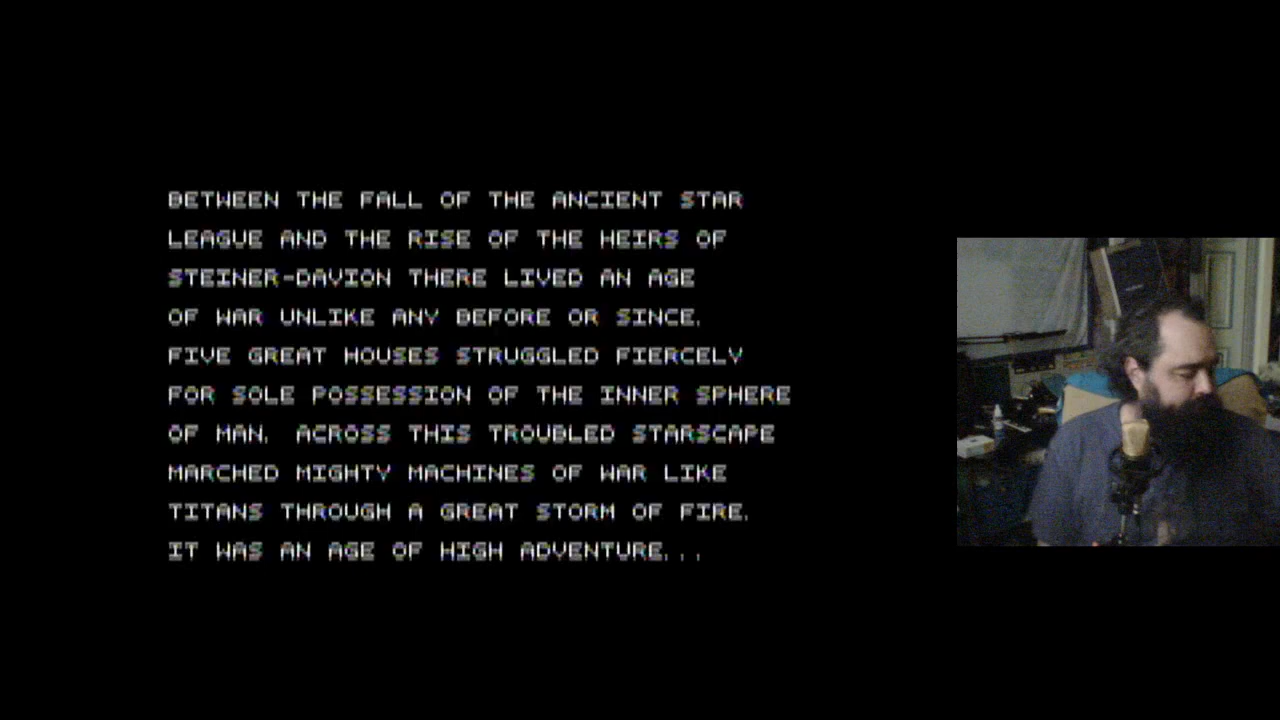 BETWEEN THE FALL OF THE ANCIENT STAR
LEAGUE AND THE RISE OF THE HEIRS OF
STEINER-DAVION THERE LIVED AN AGE
OF WAR UNLIKE ANY BEFORE OR SINCE.
FIVE GREAT HOUSES STRUGGLED FIERCELY
FOR SOLE POSSESSION OF THE INNER SPHERE
OF MAN. ACROSS THIS TROUBLED STARSCAPE
MARCHED MIGHTY MACHINES OF WAR LIKE
TITANS THROUGH A GREAT STORM OF FIRE.
IT WAS AN AGE OF HIGH ADVENTURE...